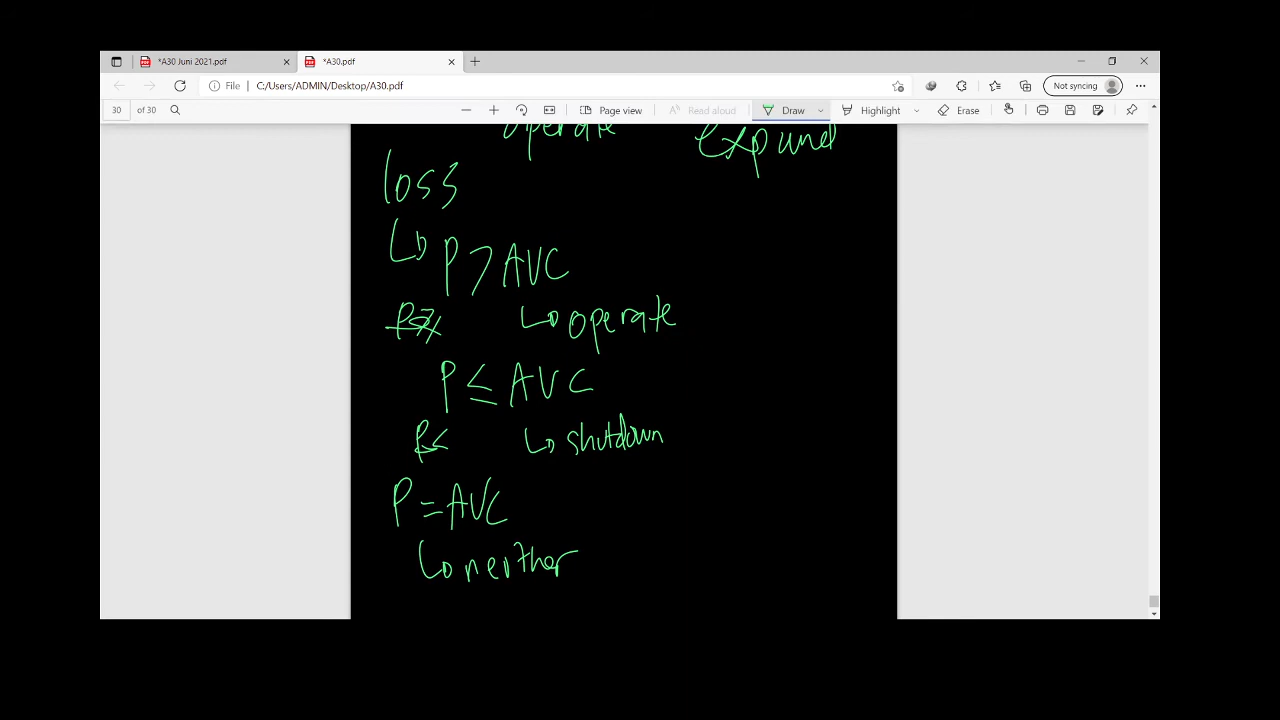 *A30 Juni 2021.pdf
*A30.pdf
File
C:/Users/ADMIN/Desktop/A30.pdf
Not syncing
30 of 30
Page view
Read aloud
Draw
Highlight
Erase
operate expand
loss
↳ P > AVC
↳ operate
P ≤ AVC
P<
↳ shutdown
P = AVC
↳ neither